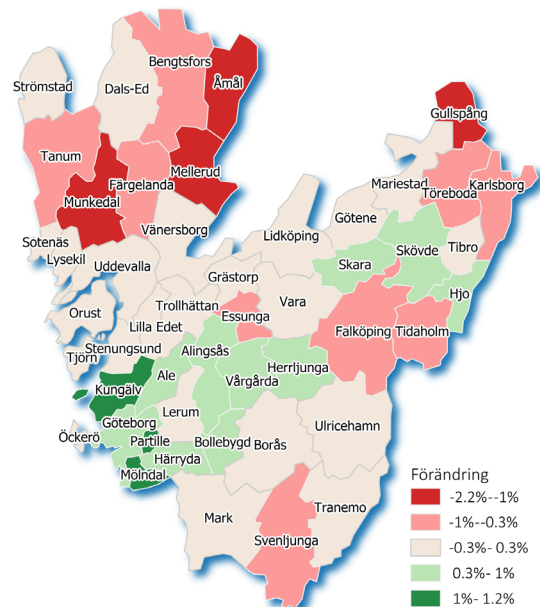 Bengtsfors
Åmål
Strömstad
Dals-Ed
Gullspång
Tanum
Mellerud
Färgelanda
Mariestad
Karlsborg
Töreboda
Munkedal
Götene
Vänersborg
Lidköping
Sotenäs
Skövde
Tibro
Lysekil
Uddevalla
Skara
Grästorp
Hjo
Orust
Trollhättan
Vara
Essunga
Lilla Edet
Falköping
Tidaholm
Stenungsund
Alingsås
Tjörn
Herrljunga
Ale
Vårgårda
Kungälv
Lerum
Göteborg
Ulricehamn
Öckerö
Partille
Bollebygd
Borås
Härryda
Mölndal
Förändring
-2.2%--1%
-1%--0.3%
-0.3%- 0.3%
0.3%- 1%
1%- 1.2%
Tranemo
Mark
Svenljunga